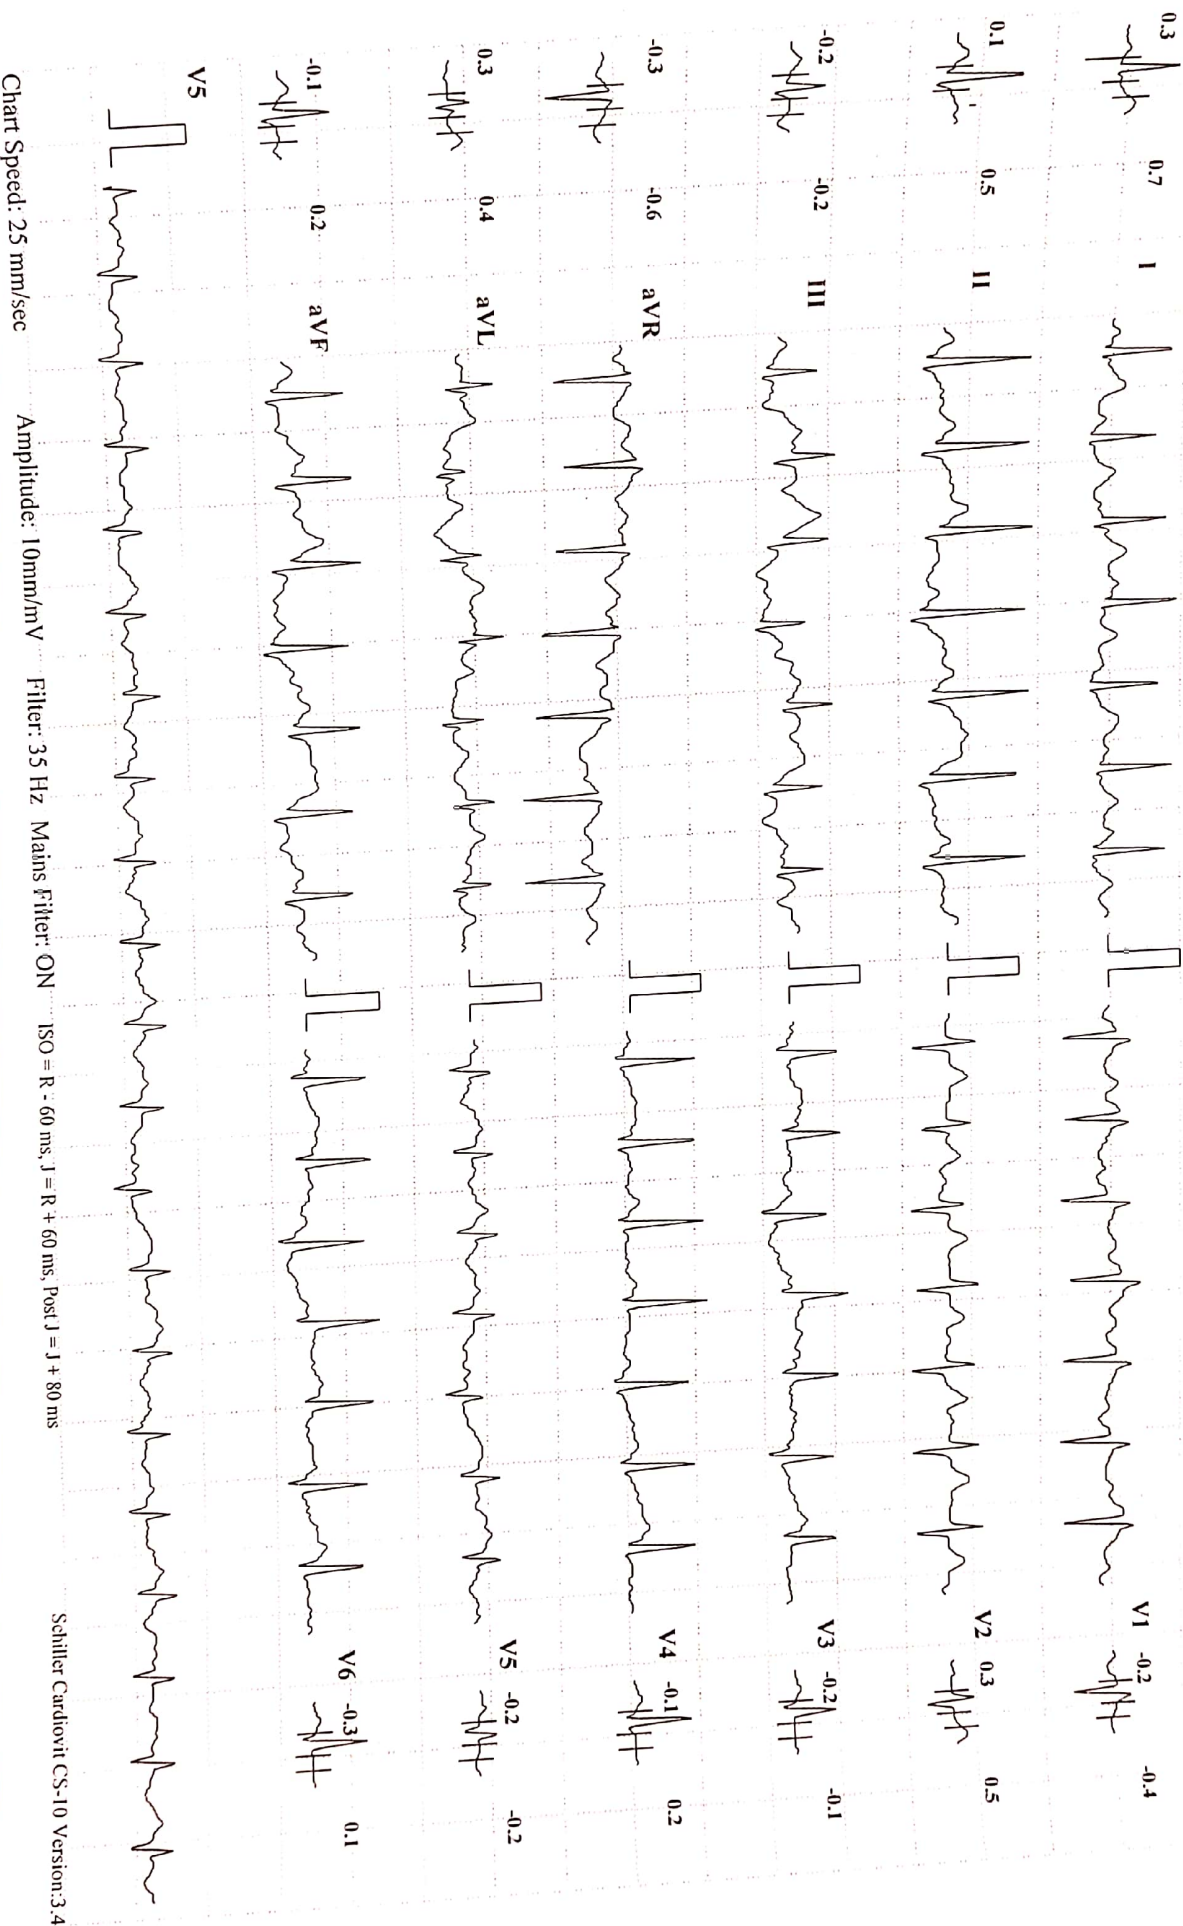 0.3 0.7 I
0.1 0.5 II
-0.2 -0.2 III
-0.3 -0.6 aVR
0.3 0.4 aVL
-0.1 0.2 aVF
V1 -0.2 -0.4
V2 0.3 0.5
V3 -0.2 -0.1
V4 -0.1 0.2
V5 -0.2 -0.2
V6 -0.3 0.1
V5
Chart Speed: 25 mm/sec Amplitude: 10mm/mV Filter: 35 Hz Mains Filter: ON ISO = R - 60 ms, J = R + 60 ms, Post J = J + 80 ms
Schiller Cardiovit CS-10 Version:3.4